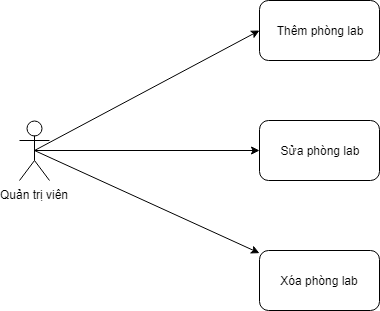 Thêm phòng lab
Sửa phòng lab
Quản trị viên
Xóa phòng lab